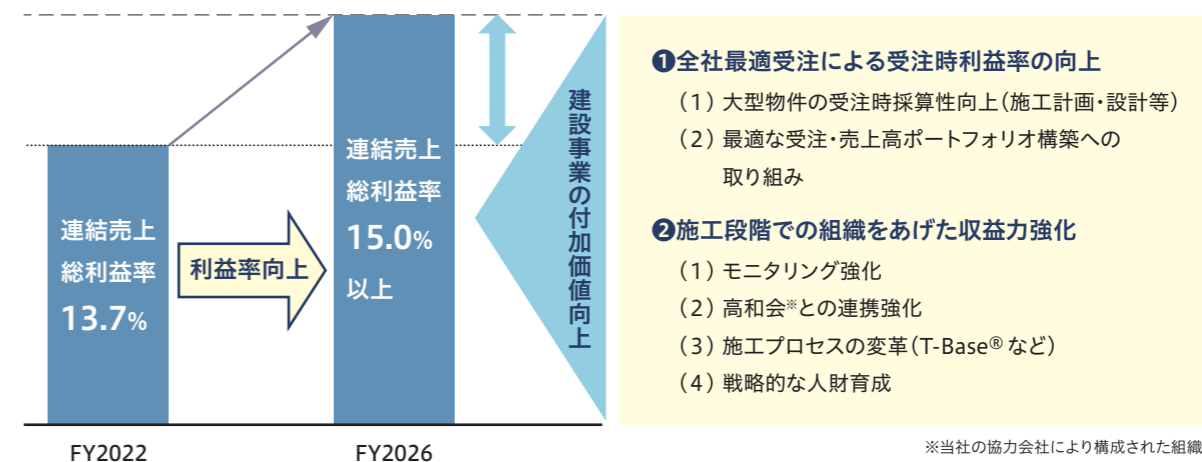 連結売上
総利益率
13.7%
利益率向上
連結売上
総利益率
15.0%
以上
建設事業の付加価値向上
FY2022
FY2026
❶全社最適受注による受注時利益率の向上
（1）大型物件の受注時採算性向上（施工計画・設計等）
（2）最適な受注・売上高ポートフォリオ構築への
取り組み
❷施工段階での組織をあげた収益力強化
（1）モニタリング強化
（2）高和会※との連携強化
（3）施工プロセスの変革（T-Base®など）
（4）戦略的な人財育成
※当社の協力会社により構成された組織